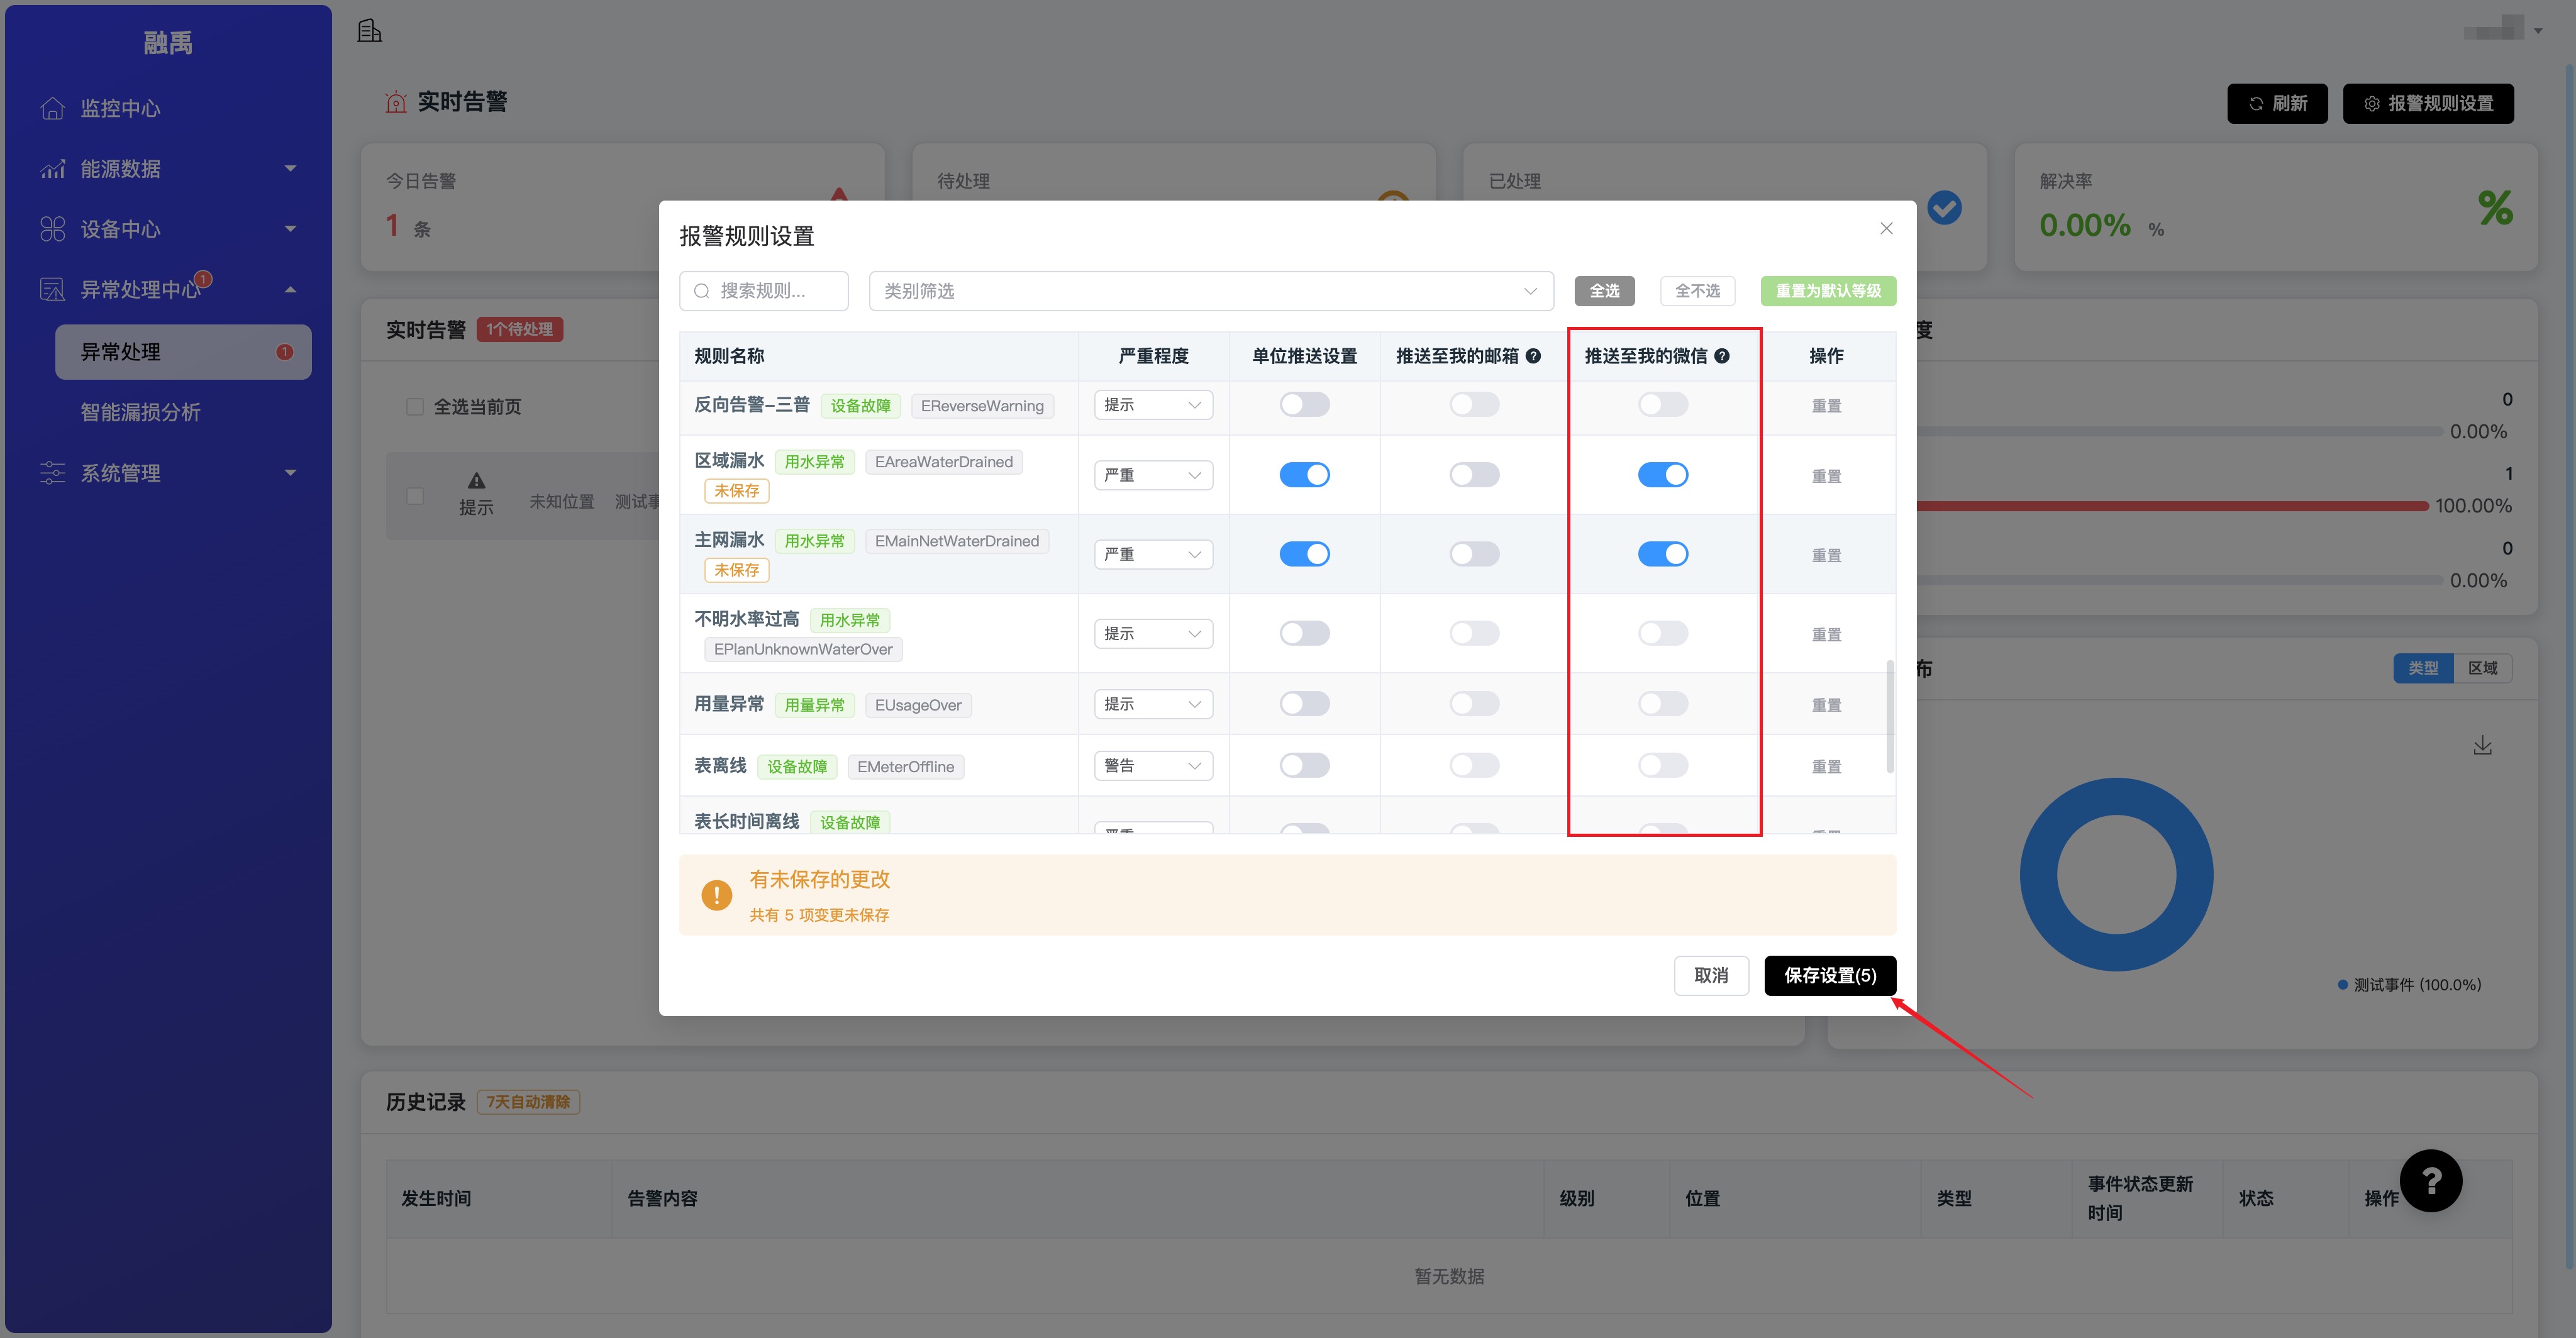 融禹
监控中心
能源数据
设备中心
异常处理中心 1
异常处理 1
智能漏损分析
系统管理
实时告警
刷新 报警规则设置
今日告警
1 条
待处理
已处理
解决率
0.00% %
实时告警 1个待处理
全选当前页
提示 未知位置 测试事
度
0
0.00%
1
100.00%
0
0.00%
布
类型 区域
测试事件 (100.0%)
报警规则设置
搜索规则... 类别筛选 全选 全不选 重置为默认等级
规则名称 严重程度 单位推送设置 推送至我的邮箱 ? 推送至我的微信 ? 操作
反向告警-三普 设备故障 EReverseWarning 提示 重置
区域漏水 用水异常 EAreaWaterDrained 严重 重置
未保存
主网漏水 用水异常 EMainNetWaterDrained 严重 重置
未保存
不明水率过高 用水异常 提示 重置
EPlanUnknownWaterOver
用量异常 用量异常 EUsageOver 提示 重置
表离线 设备故障 EMeterOffline 警告 重置
表长时间离线 设备故障
有未保存的更改
共有 5 项变更未保存
取消 保存设置(5)
历史记录 7天自动清除
发生时间 告警内容 级别 位置 类型 事件状态更新 状态 操作
时间
暂无数据
?